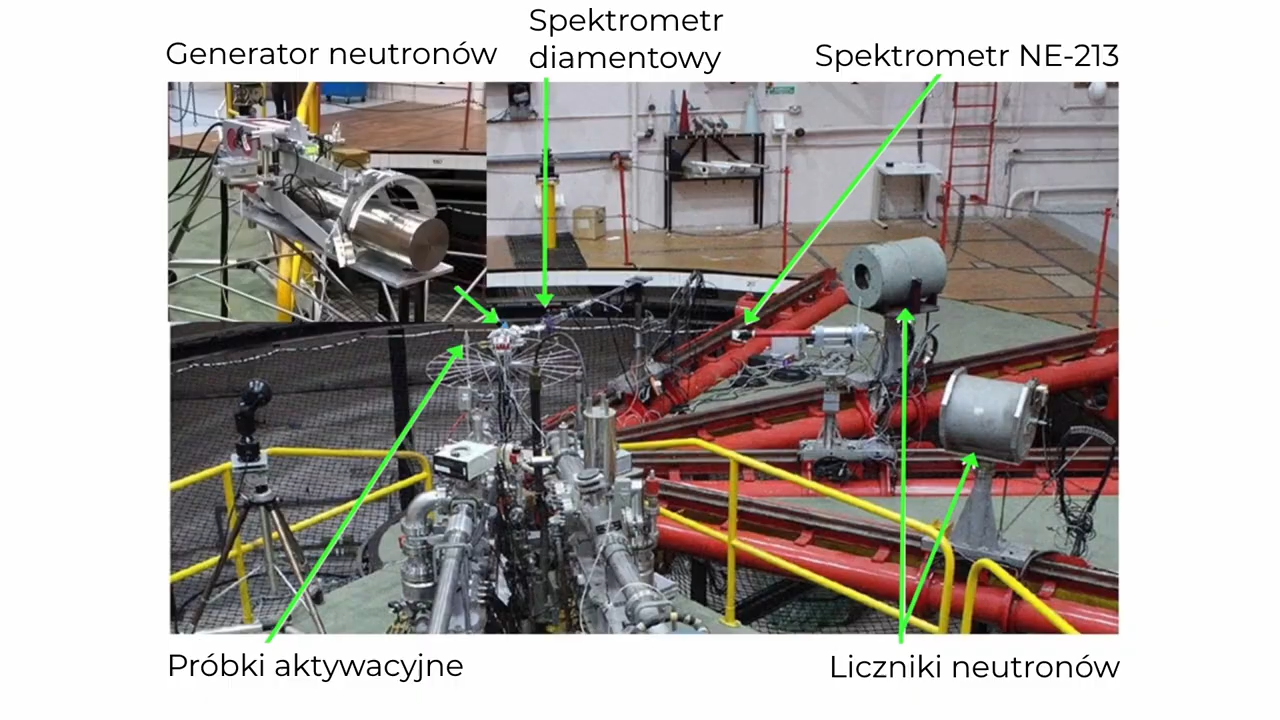 Spektrometr
diamentowy
Generator neutronów
Spektrometr NE-213
Próbki aktywacyjne
Liczniki neutronów